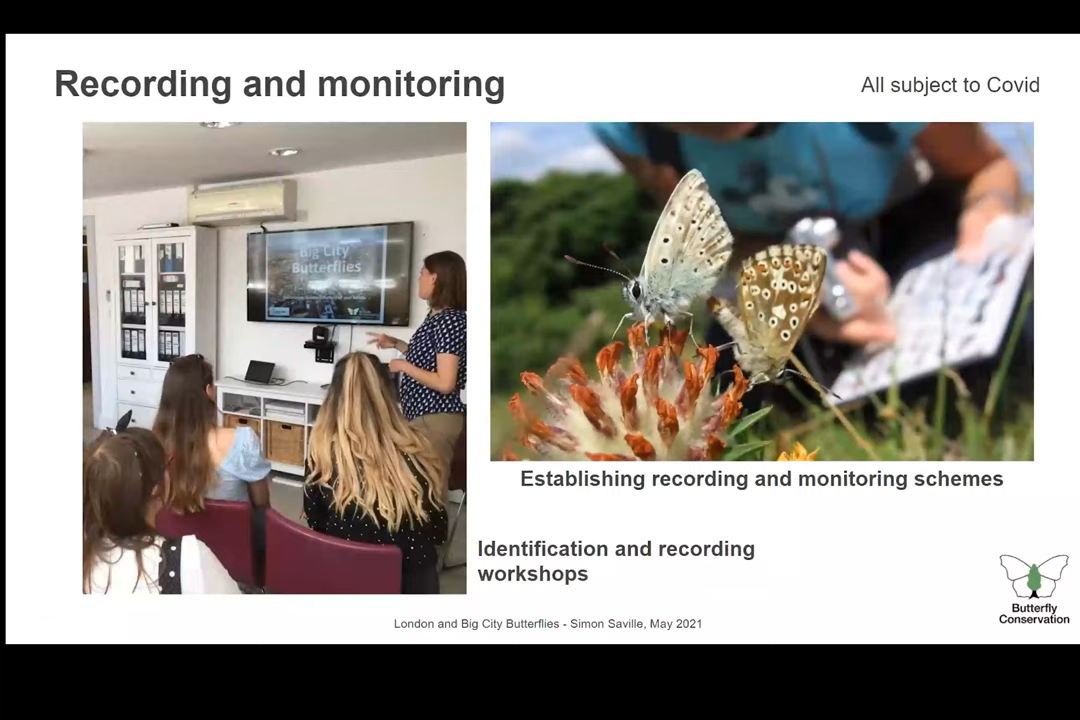 Recording and monitoring
All subject to Covid
Big City
Butterflies
Establishing recording and monitoring schemes
Identification and recording
workshops
Butterfly
Conservation
London and Big City Butterflies - Simon Saville, May 2021